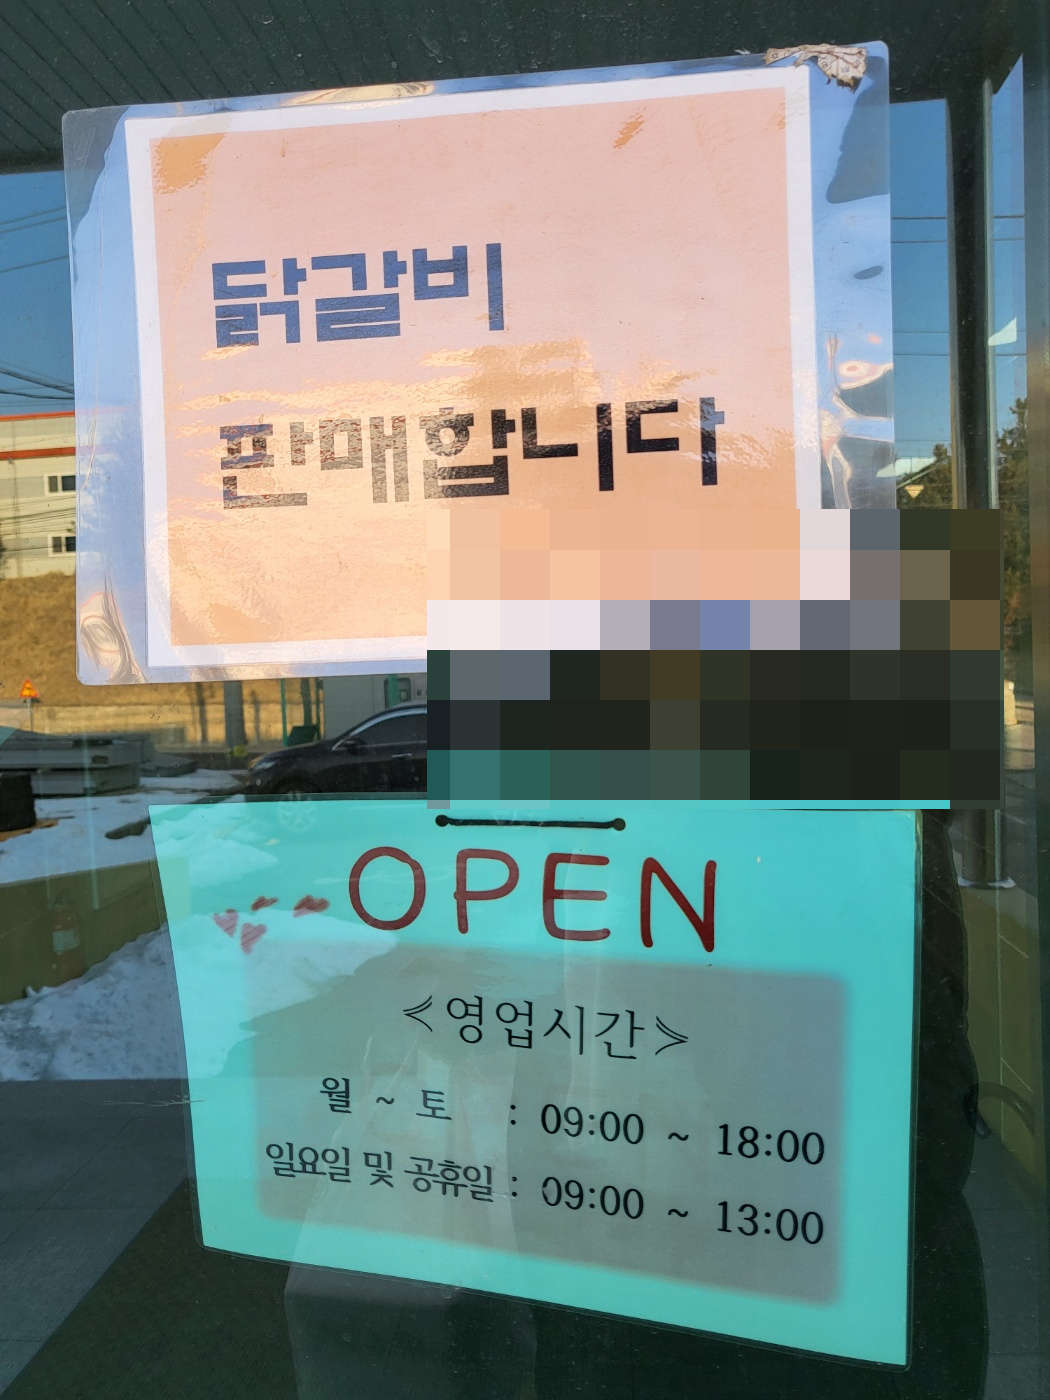 닭갈비
판매합니다
OPEN
<영업시간>
월 ~ 토 : 09:00 ~ 18:00
일요일 및 공휴일 : 09:00 ~ 13:00